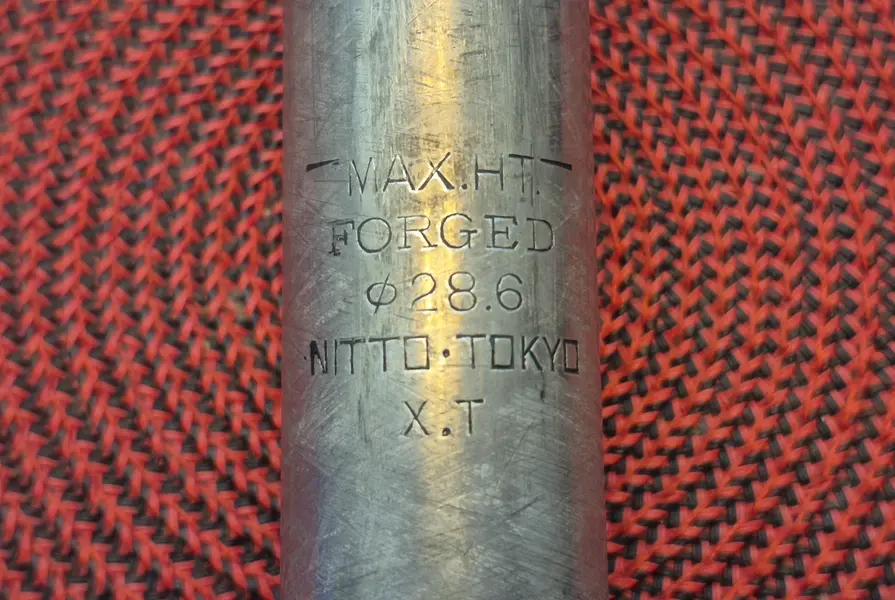 MAX.HT.
FORGED
φ28.6
NITTO·TOKYO
X.T